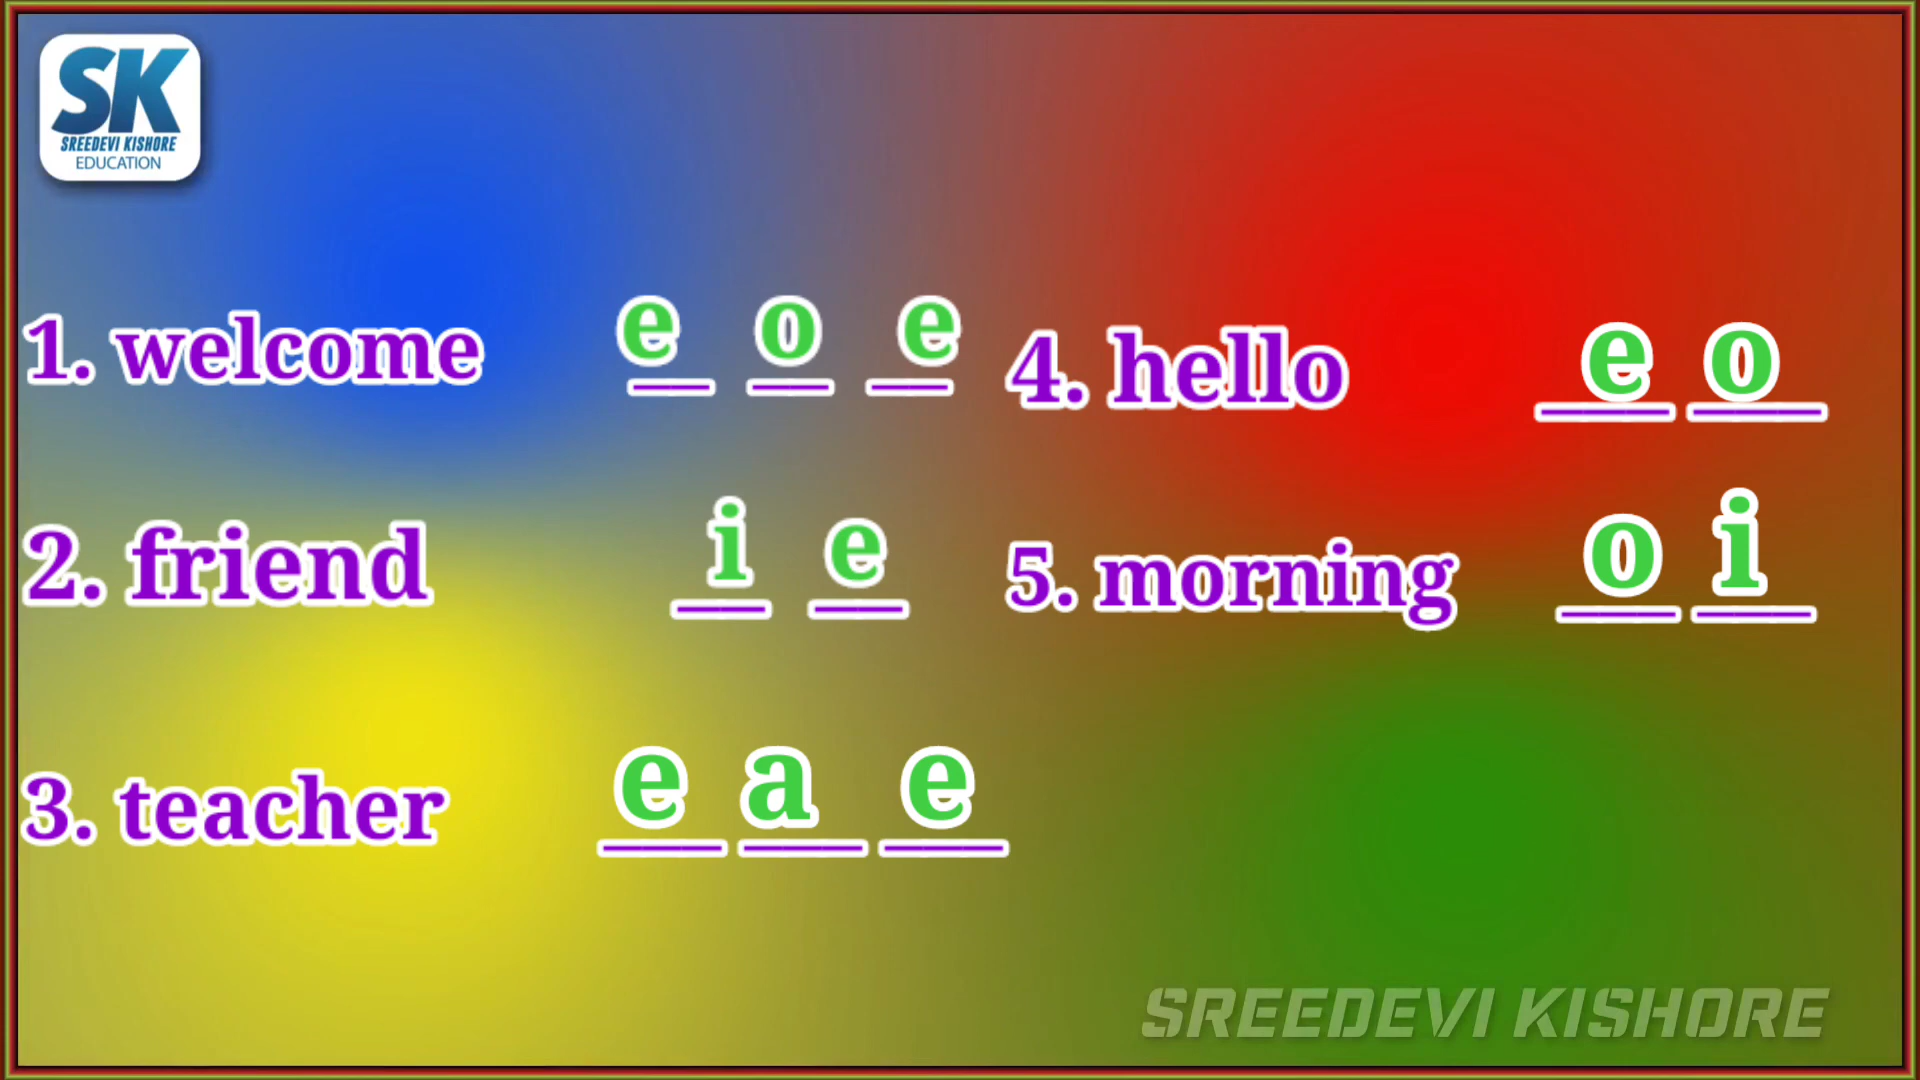 SK
SREEDEVI KISHORE
EDUCATION
1. welcome e o e
2. friend i e
3. teacher e a e
4. hello e o
5. morning o i
SREEDEVI KISHORE